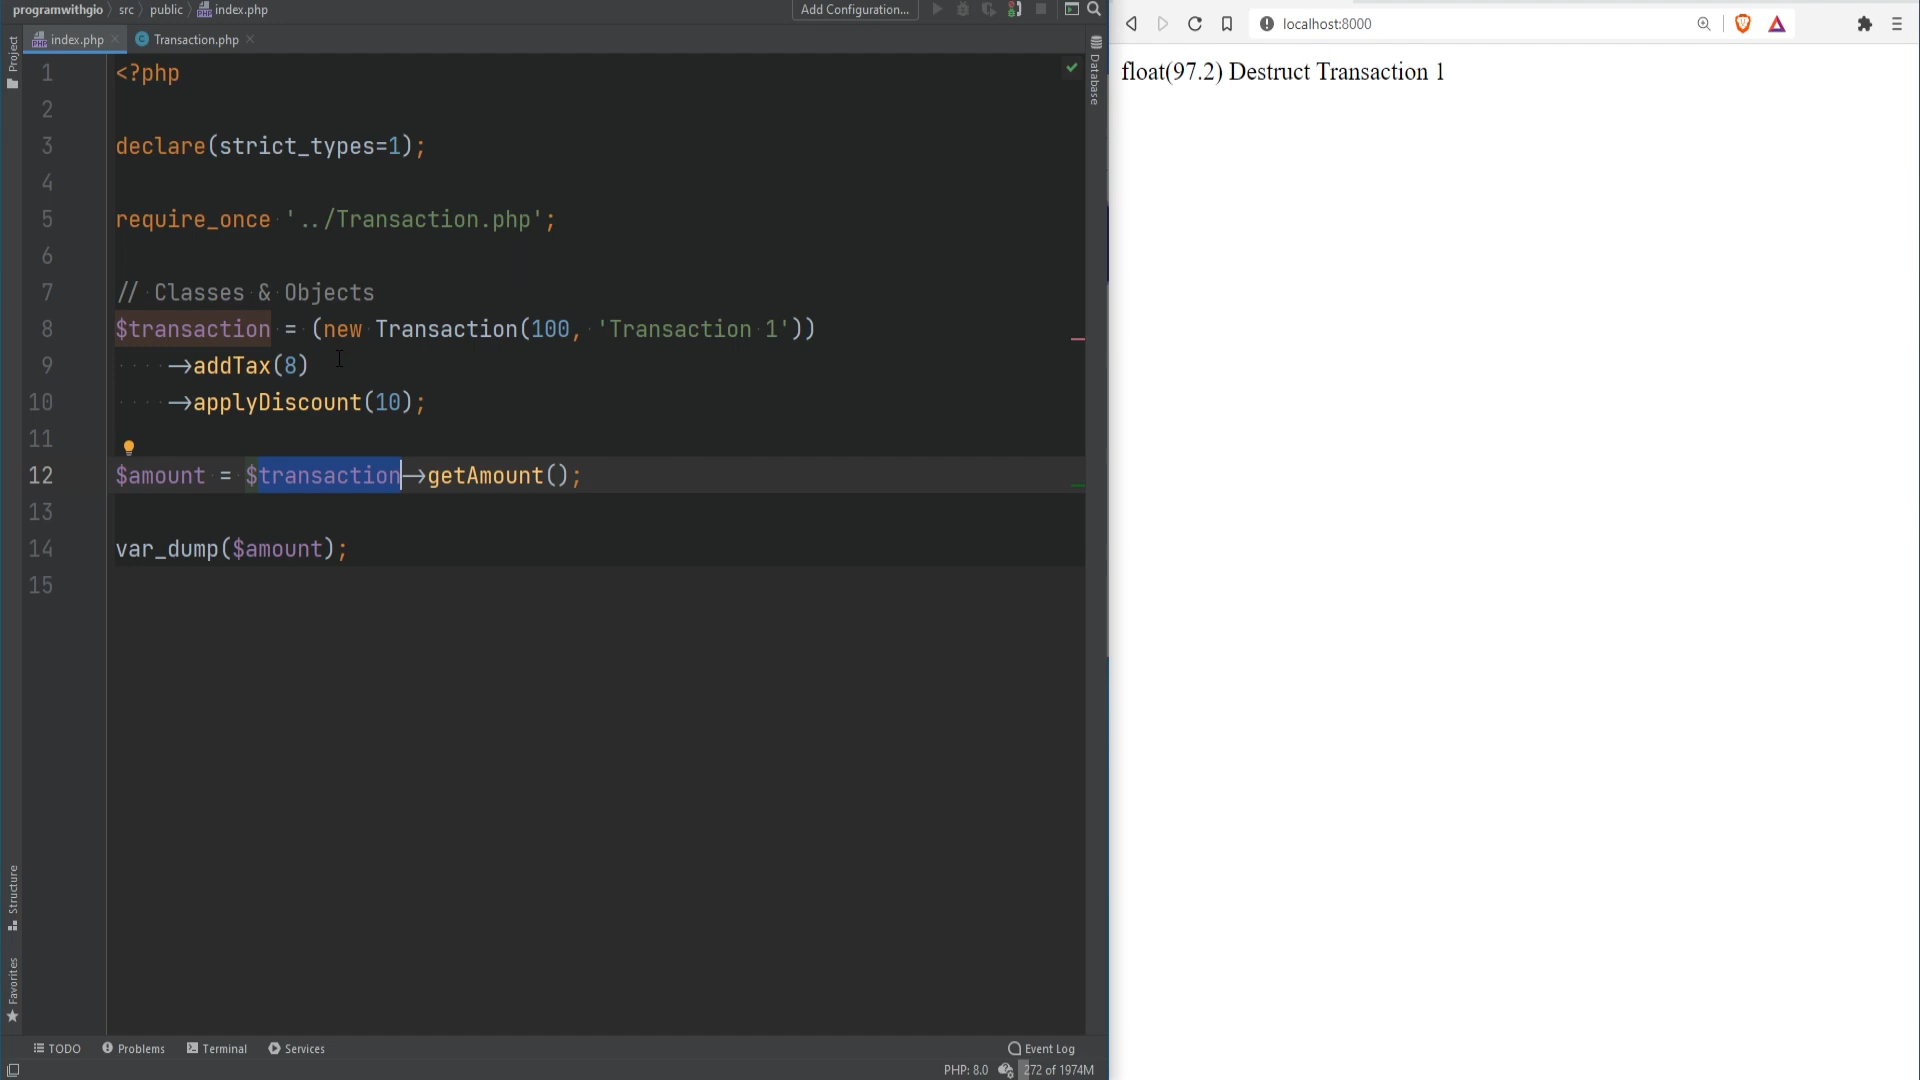 programwithgio
src
public
index.php
Add Configuration...
index.php
Transaction.php
Project
Database
1 <?php
2
3 declare(strict_types=1);
4
5 require_once '../Transaction.php';
6
7 // Classes & Objects
8 $transaction = (new Transaction(100, 'Transaction 1'))
9 ->addTax(8)
10 ->applyDiscount(10);
11
12 $amount = $transaction->getAmount();
13
14 var_dump($amount);
15
Structure
Favorites
TODO
Problems
Terminal
Services
Event Log
PHP: 8.0
272 of 1974M
localhost:8000
float(97.2) Destruct Transaction 1